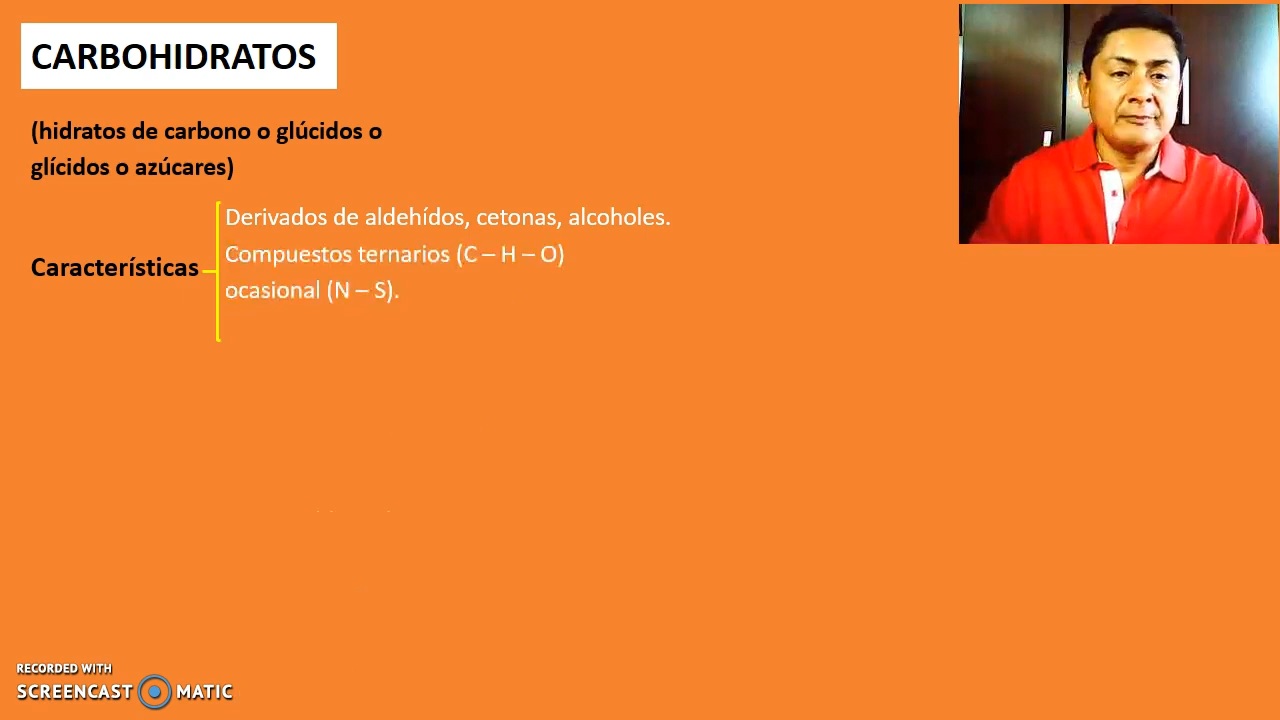 CARBOHIDRATOS
(hidratos de carbono o glúcidos o
glícidos o azúcares)
Características
Derivados de aldehídos, cetonas, alcoholes.
Compuestos ternarios (C – H – O)
ocasional (N – S).
RECORDED WITH
SCREENCAST MATIC